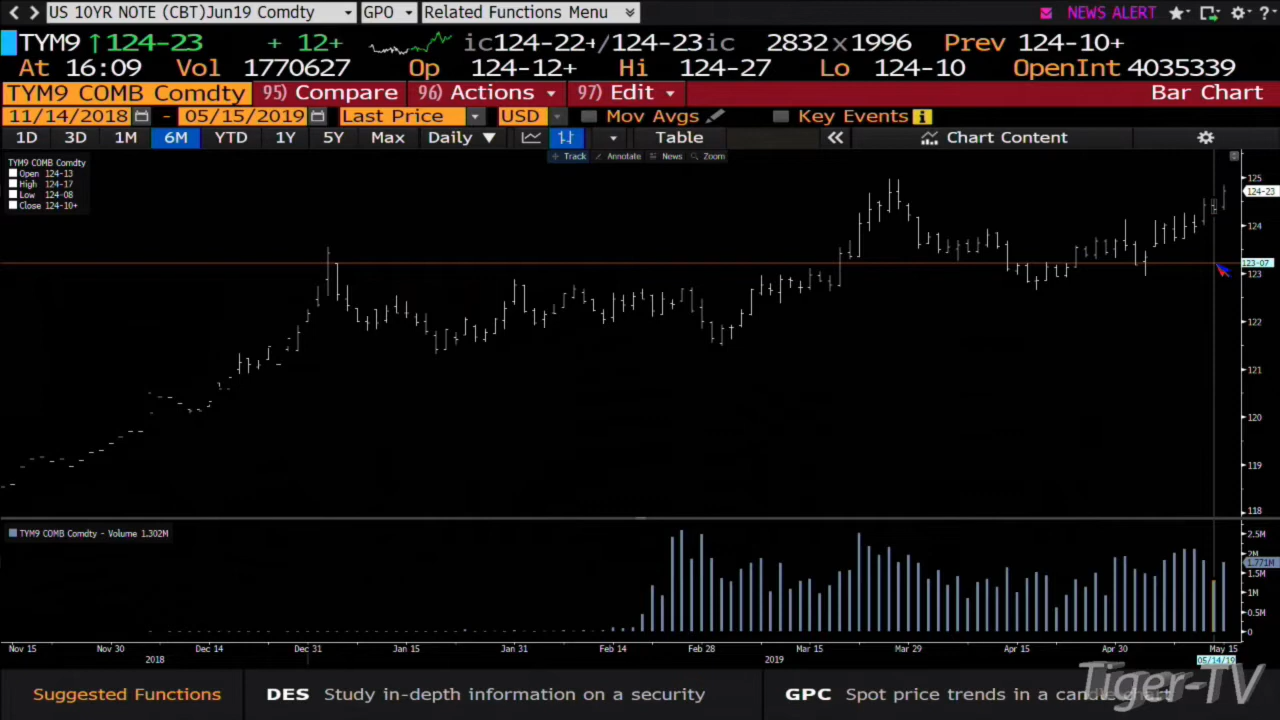 US 10YR NOTE (CBT)Jun19 Comdty GPO Related Functions Menu NEWS ALERT
TYM9 ↑124-23 + 12+ ic124-22+/124-23ic 2832x1996 Prev 124-10+
At 16:09 Vol 1770627 Op 124-12+ Hi 124-27 Lo 124-10 OpenInt 4035339
TYM9 COMB Comdty 95) Compare 96) Actions 97) Edit Bar Chart
11/14/2018 - 05/15/2019 Last Price USD Mov Avgs Key Events
1D 3D 1M 6M YTD 1Y 5Y Max Daily ▼ Table « Chart Content
Track Annotate News Zoom
TYM9 COMB Comdty
Open 124-13
High 124-17
Low 124-08
Close 124-10+
125
124-23
124
123-07
123
122
121
120
119
118
TYM9 COMB Comdty - Volume 1.302M
2.5M
2M
1.771M
1.5M
1M
0.5M
0
Nov 15 Nov 30 Dec 14 Dec 31 Jan 15 Jan 31 Feb 14 Feb 28 Mar 15 Mar 29 Apr 15 Apr 30 May 15
2018 2019
Suggested Functions DES Study in-depth information on a security GPC Spot price trends in a candle chart
Tiger-TV